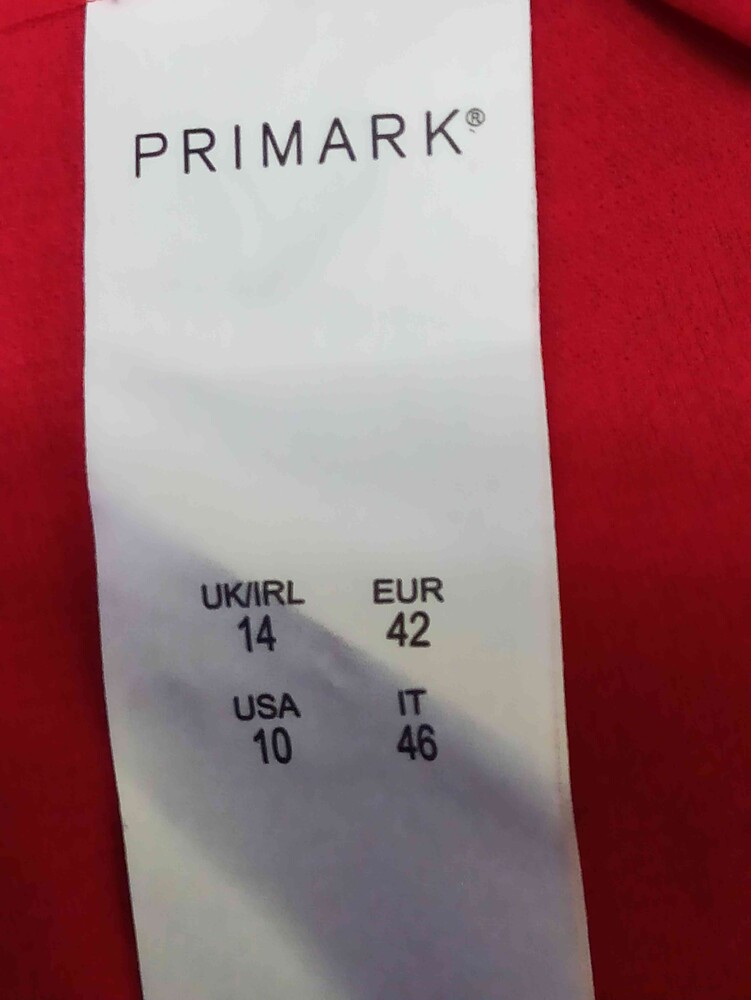 PRIMARK®
UK/IRL EUR
14 42
USA IT
10 46